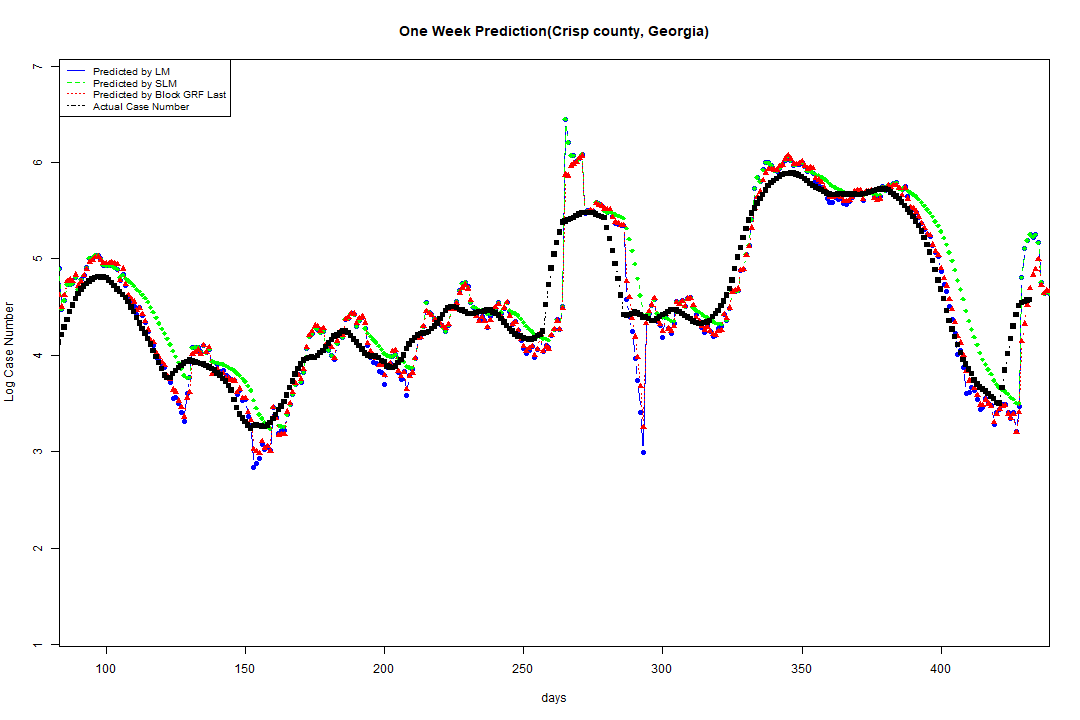 One Week Prediction(Crisp county, Georgia)
Predicted by LM
Predicted by SLM
Predicted by Block GRF Last
Actual Case Number
Log Case Number
7
6
5
4
3
2
1
100 150 200 250 300 350 400
days